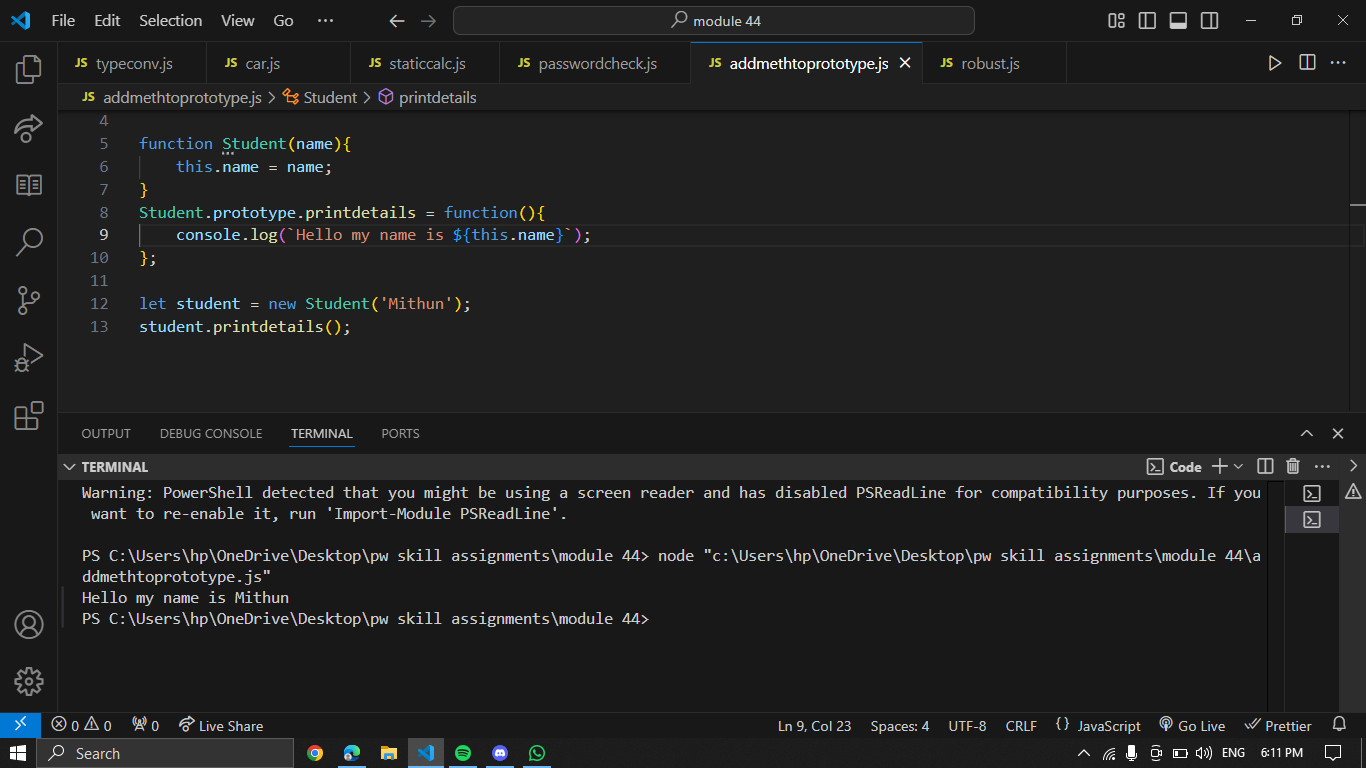 File Edit Selection View Go ··· module 44
JS typeconv.js JS car.js JS staticcalc.js JS passwordcheck.js JS addmethtoprototype.js JS robust.js
JS addmethtoprototype.js > Student > printdetails
4
5 function Student(name){
6 this.name = name;
7 }
8 Student.prototype.printdetails = function(){
9 console.log(`Hello my name is ${this.name}`);
10 };
11
12 let student = new Student('Mithun');
13 student.printdetails();
OUTPUT DEBUG CONSOLE TERMINAL PORTS
TERMINAL Code
Warning: PowerShell detected that you might be using a screen reader and has disabled PSReadLine for compatibility purposes. If you
want to re-enable it, run 'Import-Module PSReadLine'.
PS C:\Users\hp\OneDrive\Desktop\pw skill assignments\module 44> node "c:\Users\hp\OneDrive\Desktop\pw skill assignments\module 44\a
ddmethtoprototype.js"
Hello my name is Mithun
PS C:\Users\hp\OneDrive\Desktop\pw skill assignments\module 44>
0 0 0 Live Share Ln 9, Col 23 Spaces: 4 UTF-8 CRLF {} JavaScript Go Live Prettier
Search ENG 6:11 PM